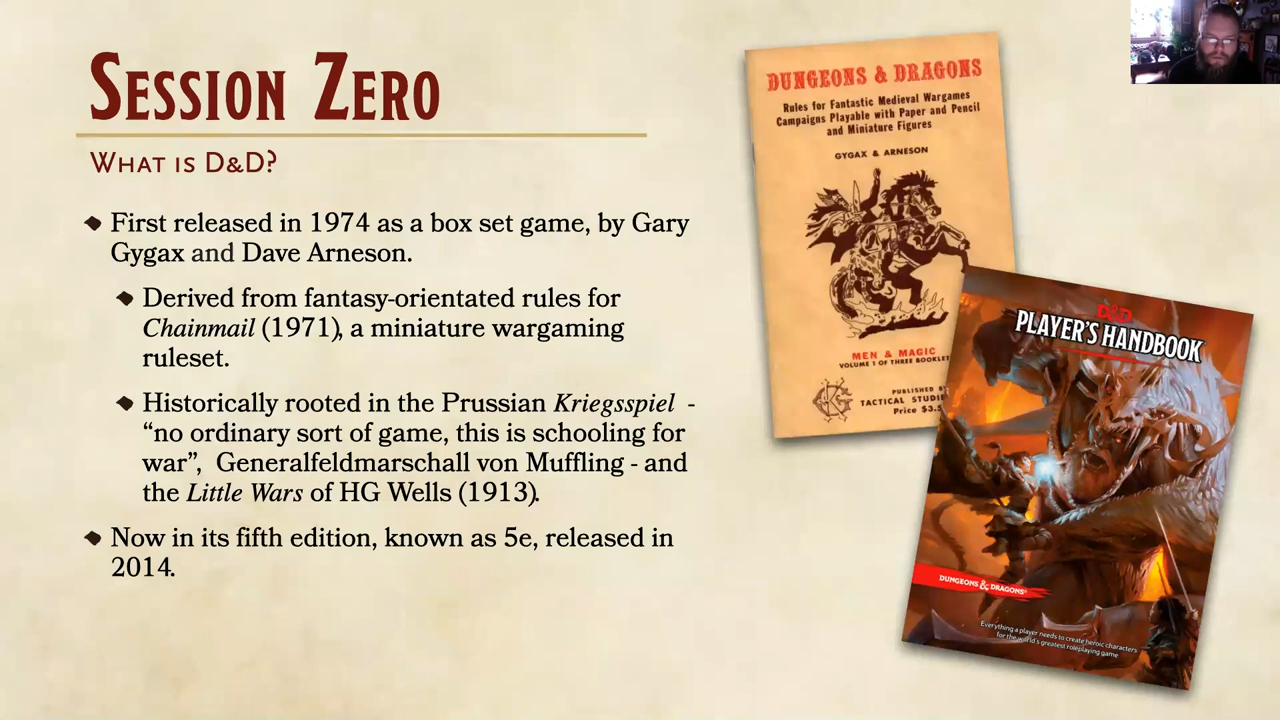 SESSION ZERO
WHAT IS D&D?
First released in 1974 as a box set game, by Gary
Gygax and Dave Arneson.
Derived from fantasy-orientated rules for
Chainmail (1971), a miniature wargaming
ruleset.
Historically rooted in the Prussian Kriegsspiel -
“no ordinary sort of game, this is schooling for
war”, Generalfeldmarschall von Muffling - and
the Little Wars of HG Wells (1913).
Now in its fifth edition, known as 5e, released in
2014.
DUNGEONS & DRAGONS
Rules for Fantastic Medieval Wargames
Campaigns Playable with Paper and Pencil
and Miniature Figures
GYGAX & ARNESON
MEN & MAGIC
VOLUME 1 OF THREE BOOKLET
PUBLISHED B
TACTICAL STUDIE
Price $3.5
D&D
PLAYER'S HANDBOOK
DUNGEONS & DRAGONS®
Everything a player needs to create heroic characters
for the world's greatest roleplaying game